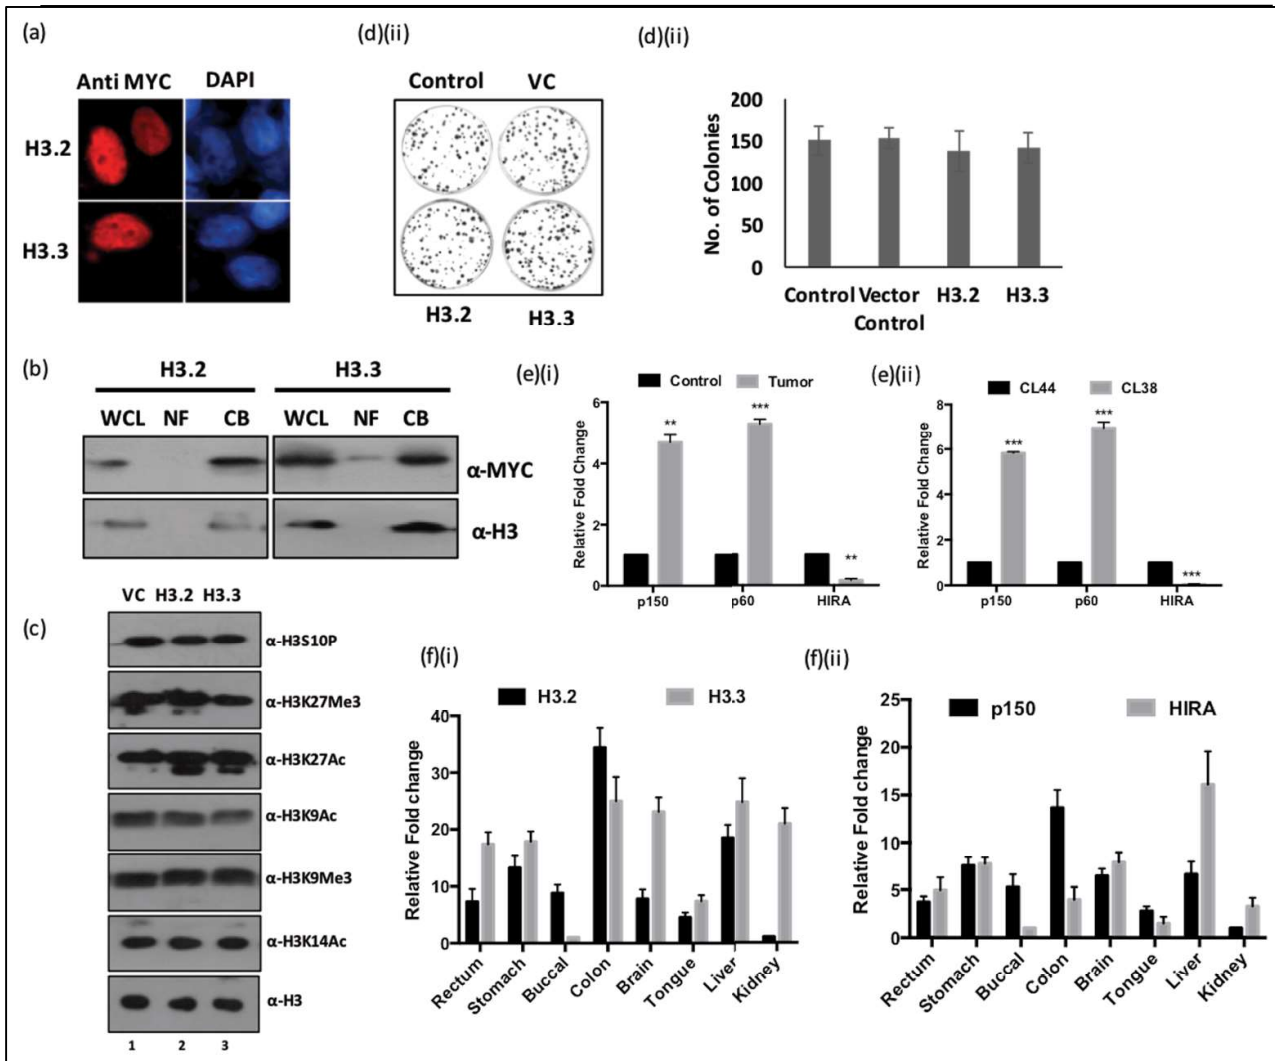 (a)
Anti MYC DAPI
H3.2
H3.3
(d)(ii)
Control VC
H3.2 H3.3
(d)(ii)
No. of Colonies
200
150
100
50
0
Control Vector H3.2 H3.3
Control
(b)
H3.2 H3.3
WCL NF CB WCL NF CB
α-MYC
α-H3
(c)
VC H3.2 H3.3
α-H3S10P
α-H3K27Me3
α-H3K27Ac
α-H3K9Ac
α-H3K9Me3
α-H3K14Ac
α-H3
1 2 3
(e)(i)
Control Tumor
Relative Fold Change
6
4
2
0
** *** **
p150 p60 HIRA
(e)(ii)
CL44 CL38
Relative Fold Change
8
6
4
2
0
*** *** ***
p150 p60 HIRA
(f)(i)
H3.2 H3.3
Relative Fold change
40
30
20
10
0
Rectum Stomach Buccal Colon Brain Tongue Liver Kidney
(f)(ii)
p150 HIRA
Relative Fold change
25
20
15
10
5
0
Rectum Stomach Buccal Colon Brain Tongue Liver Kidney